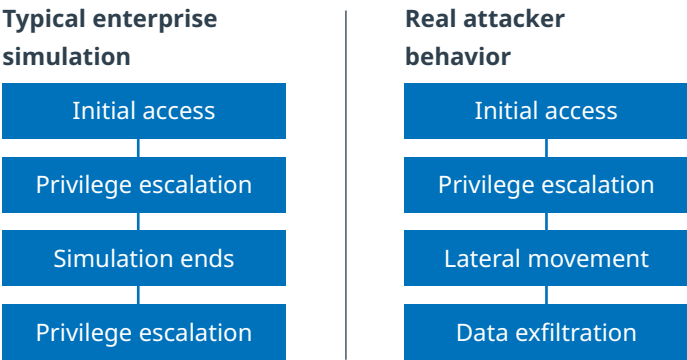 Typical enterprise
simulation
Initial access
Privilege escalation
Simulation ends
Privilege escalation
Real attacker
behavior
Initial access
Privilege escalation
Lateral movement
Data exfiltration